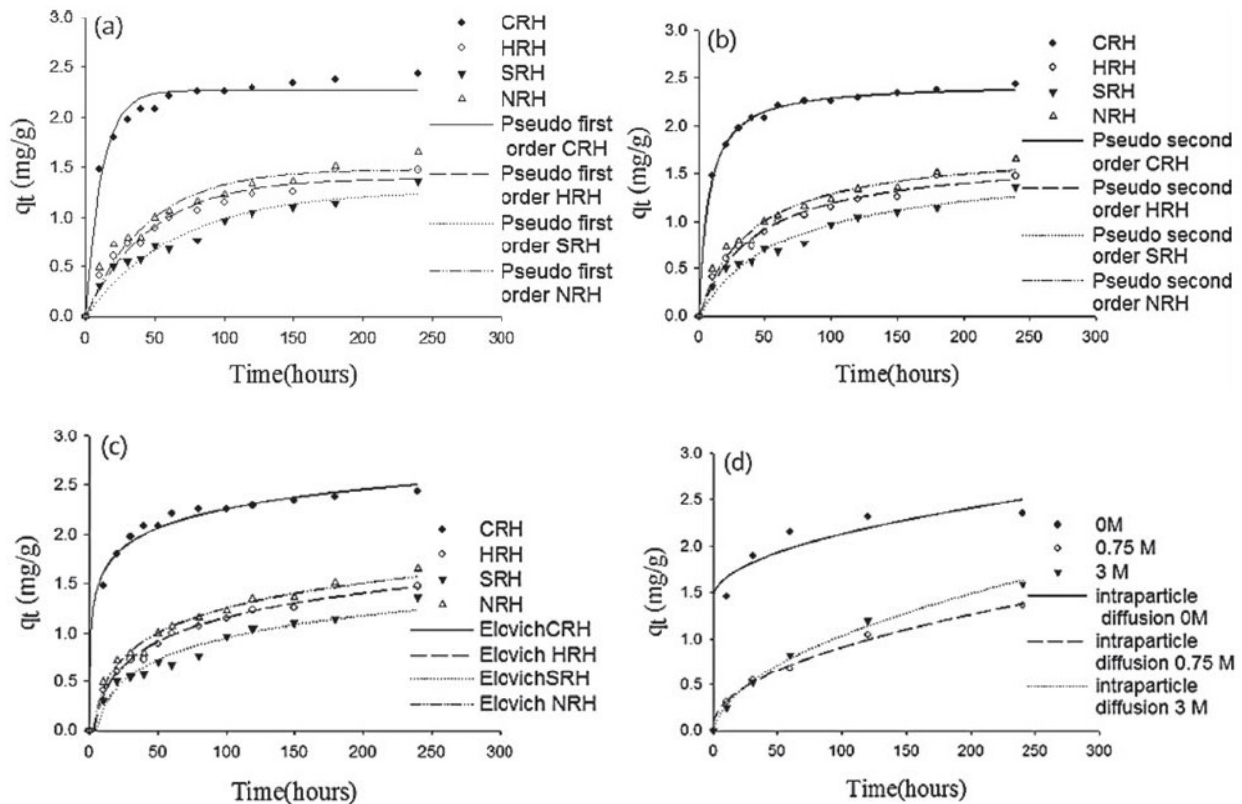 (a)
CRH
HRH
SRH
NRH
Pseudo first
order CRH
Pseudo first
order HRH
Pseudo first
order SRH
Pseudo first
order NRH
qt (mg/g)
3.0
2.5
2.0
1.5
1.0
0.5
0.0
0 50 100 150 200 250
Time(hours)
(b)
CRH
HRH
SRH
NRH
Pseudo second
order CRH
Pseudo second
order HRH
Pseudo second
order SRH
Pseudo second
order NRH
qt (mg/g)
3.0
2.5
2.0
1.5
1.0
0.5
0.0
0 50 100 150 200 250 300
Time(hours)
(c)
CRH
HRH
SRH
NRH
ElovichCRH
Elovich HRH
ElovichSRH
Elovich NRH
qt (mg/g)
3.0
2.5
2.0
1.5
1.0
0.5
0.0
0 50 100 150 200 250 300
Time(hours)
(d)
0M
0.75 M
3 M
intraparticle
diffusion 0M
intraparticle
diffusion 0.75 M
intraparticle
diffusion 3 M
qt (mg/g)
3.0
2.5
2.0
1.5
1.0
0.5
0.0
0 50 100 150 200 250 300
Time(hours)